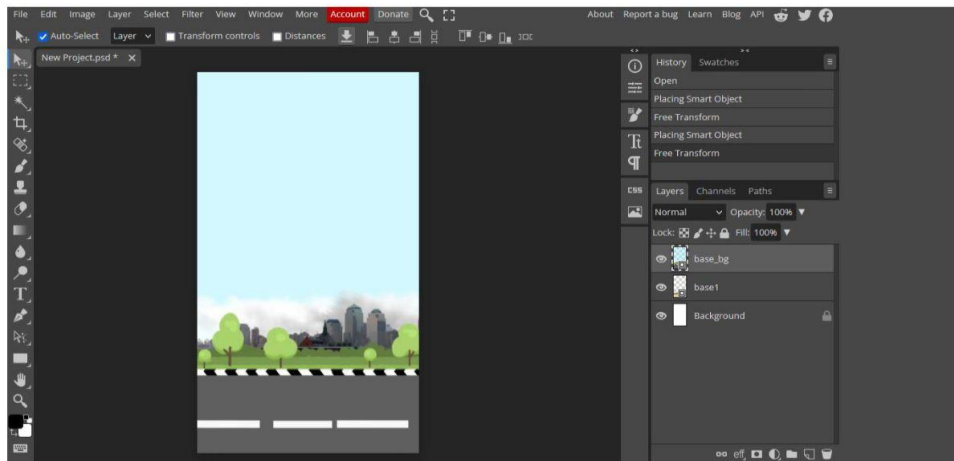 File Edit Image Layer Select Filter View Window More Account Donate About Report a bug Learn Blog API
Auto-Select Layer Transform controls Distances
New Project.psd * X
History Swatches
Open
Placing Smart Object
Free Transform
Placing Smart Object
Free Transform
CSS
Layers Channels Paths
Normal Opacity: 100%
Lock: Fill: 100%
base_bg
base1
Background
eff